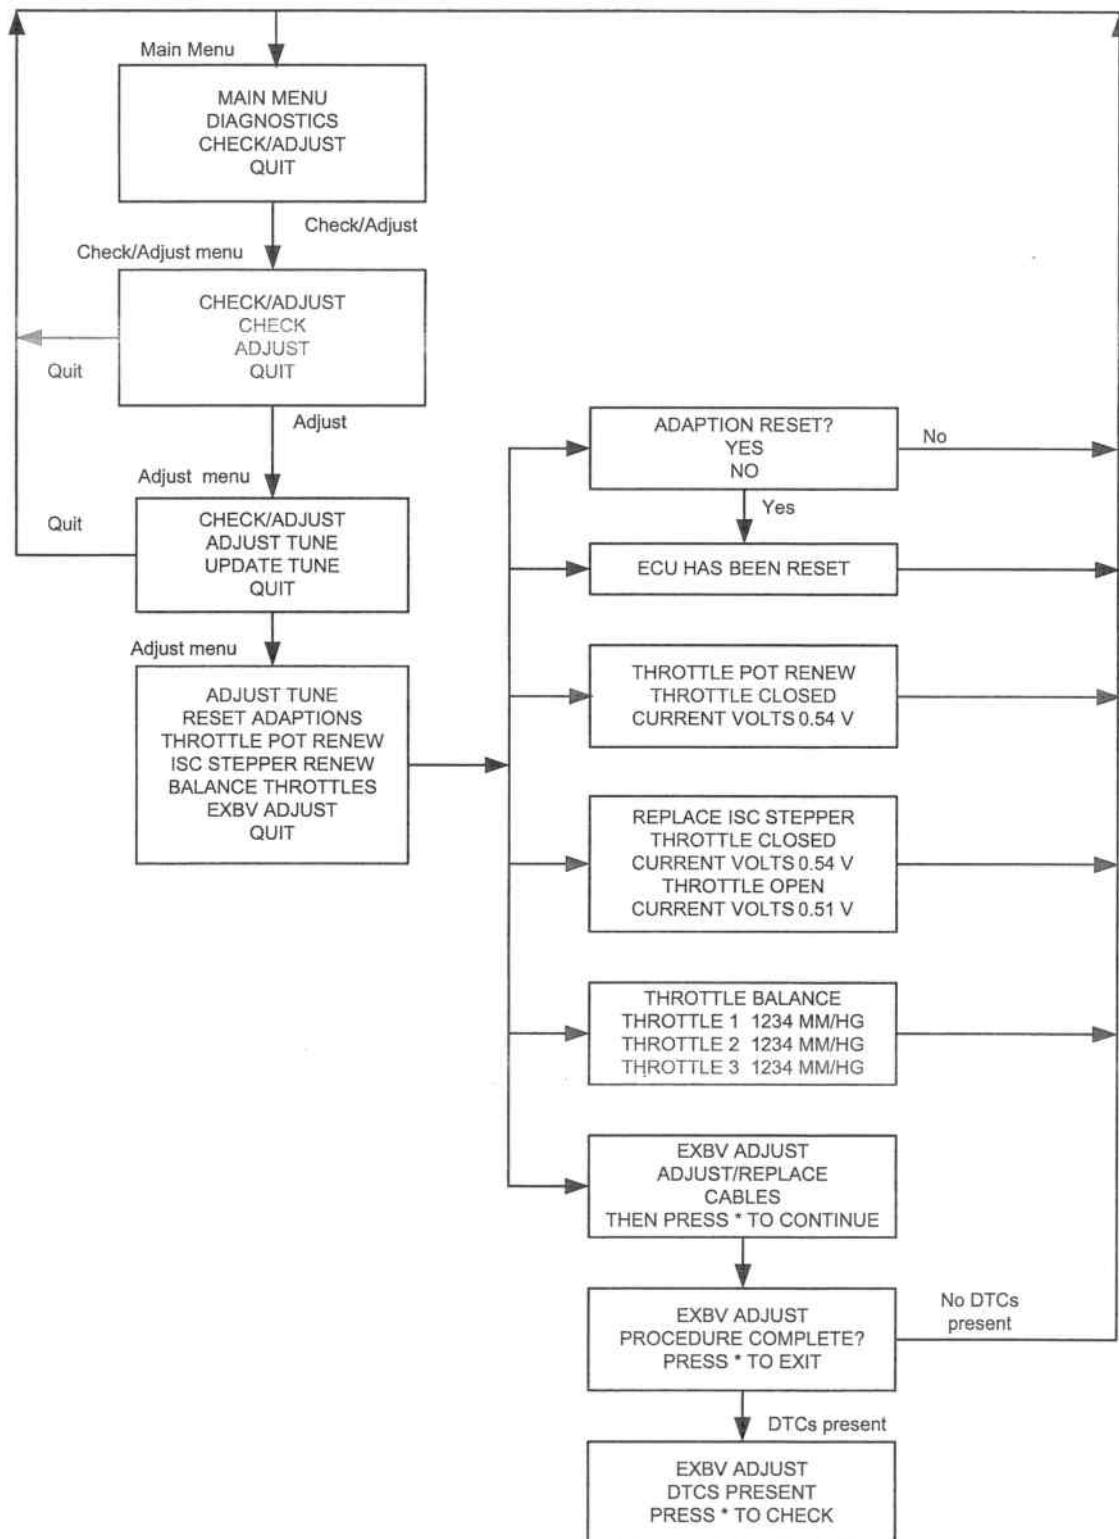 Main Menu
MAIN MENU
DIAGNOSTICS
CHECK/ADJUST
QUIT
Check/Adjust
Check/Adjust menu
CHECK/ADJUST
CHECK
ADJUST
QUIT
Quit
Adjust
Adjust menu
Quit
CHECK/ADJUST
ADJUST TUNE
UPDATE TUNE
QUIT
Adjust menu
ADJUST TUNE
RESET ADAPTIONS
THROTTLE POT RENEW
ISC STEPPER RENEW
BALANCE THROTTLES
EXBV ADJUST
QUIT
ADAPTION RESET?
YES
NO
No
Yes
ECU HAS BEEN RESET
THROTTLE POT RENEW
THROTTLE CLOSED
CURRENT VOLTS 0.54 V
REPLACE ISC STEPPER
THROTTLE CLOSED
CURRENT VOLTS 0.54 V
THROTTLE OPEN
CURRENT VOLTS 0.51 V
THROTTLE BALANCE
THROTTLE 1 1234 MM/HG
THROTTLE 2 1234 MM/HG
THROTTLE 3 1234 MM/HG
EXBV ADJUST
ADJUST/REPLACE
CABLES
THEN PRESS * TO CONTINUE
EXBV ADJUST
PROCEDURE COMPLETE?
PRESS * TO EXIT
No DTCs
present
DTCs present
EXBV ADJUST
DTCS PRESENT
PRESS * TO CHECK